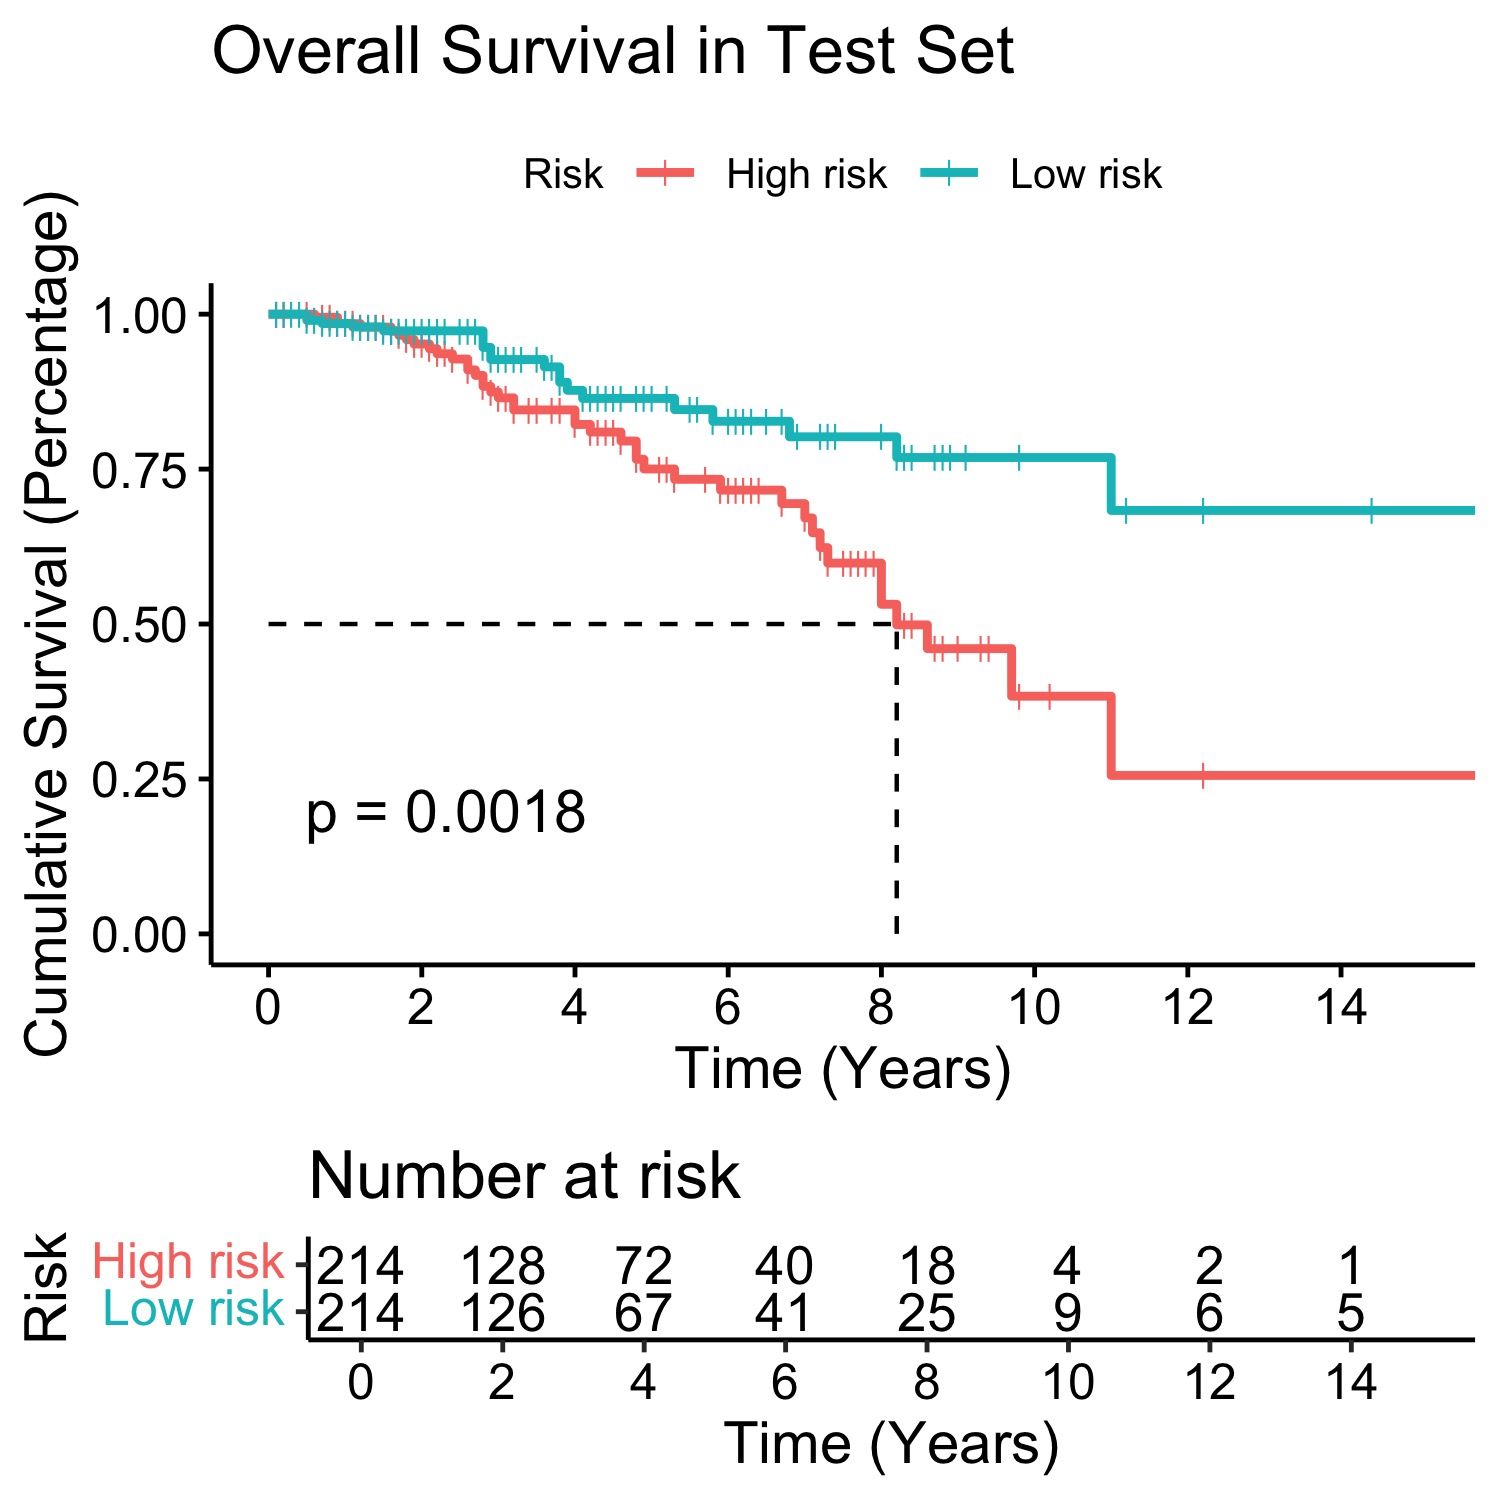 Overall Survival in Test Set
Risk High risk Low risk
Cumulative Survival (Percentage)
1.00
0.75
0.50
0.25
0.00
p = 0.0018
0 2 4 6 8 10 12 14
Time (Years)
Number at risk
Risk
High risk 214 128 72 40 18 4 2 1
Low risk 214 126 67 41 25 9 6 5
0 2 4 6 8 10 12 14
Time (Years)